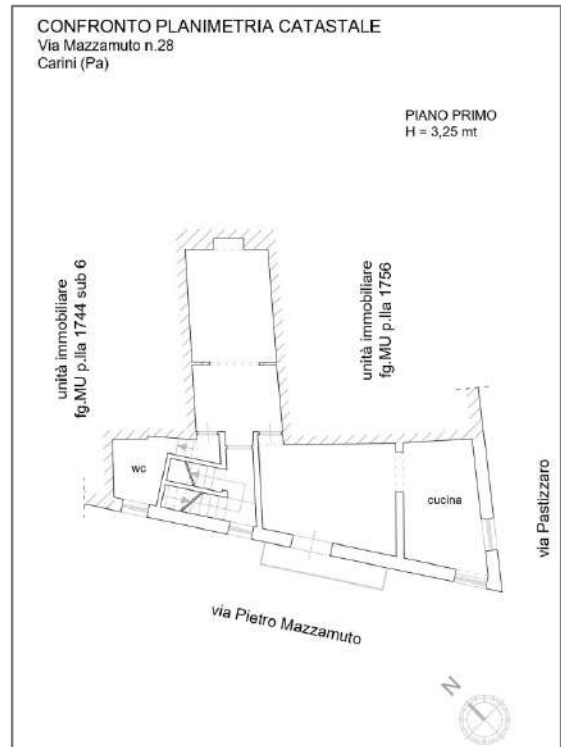 CONFRONTO PLANIMETRIA CATASTALE
Via Mazzamuto n.28
Carini (Pa)
PIANO PRIMO
H = 3,25 mt
unità immobiliare
fg.MU p.lla 1744 sub 6
unità immobiliare
fg.MU p.lla 1756
wc
cucina
via Pastizzaro
via Pietro Mazzamuto
N